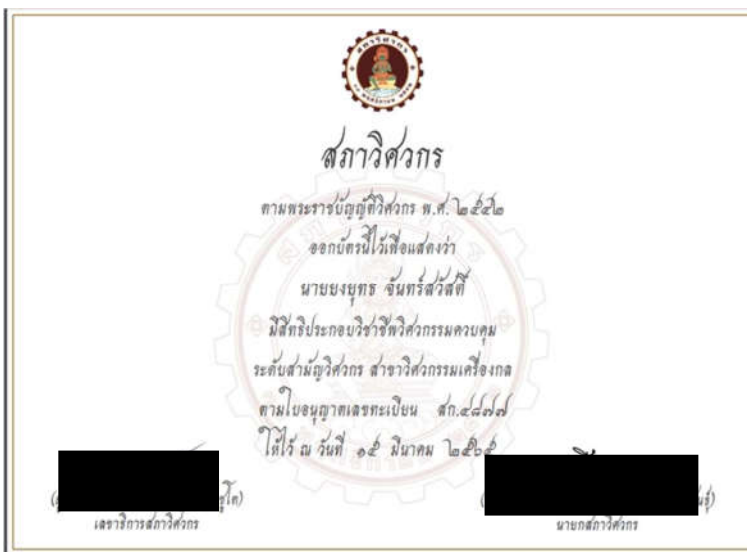 สภาวิศวกร
สภาวิศวกร
ตามพระราชบัญญัติวิศวกร พ.ศ. ๒๕๔๒
ออกบัตรนี้ไว้เพื่อแสดงว่า
นายยงยุทธ จันทร์สวัสดิ์
มีสิทธิประกอบวิชาชีพวิศวกรรมควบคุม
ระดับสามัญวิศวกร สาขาวิศวกรรมเครื่องกล
ตามใบอนุญาตเลขทะเบียน สก.๔๘๗๗
ให้ไว้ ณ วันที่ ๑๕ มีนาคม ๒๕๖๕
เลขาธิการสภาวิศวกร
นายกสภาวิศวกร